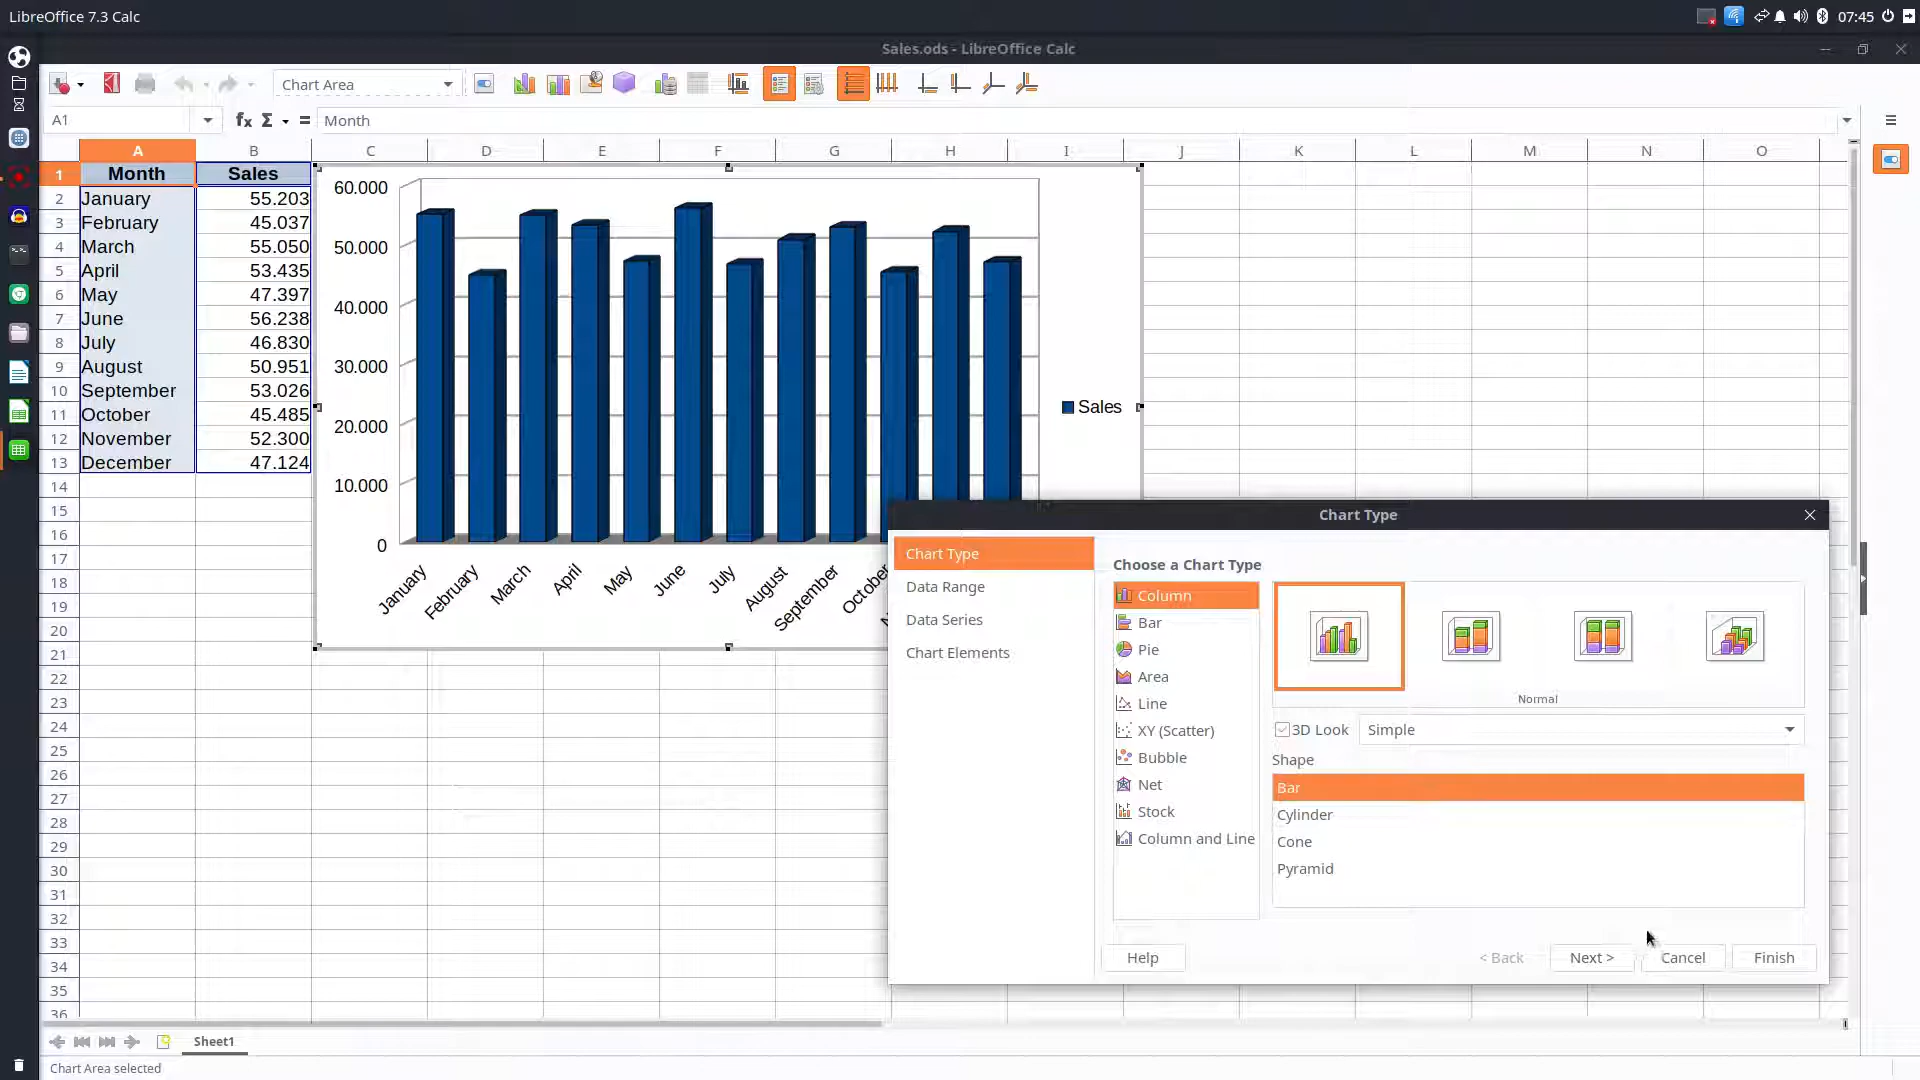 LibreOffice 7.3 Calc
07:45
Sales.ods - LibreOffice Calc
Chart Area
A1
fx Σ = Month
A B C D E F G H I J K L M N O
1 Month Sales
2 January 55.203
3 February 45.037
4 March 55.050
5 April 53.435
6 May 47.397
7 June 56.238
8 July 46.830
9 August 50.951
10 September 53.026
11 October 45.485
12 November 52.300
13 December 47.124
14
15
16
17
18
19
20
21
22
23
24
25
26
27
28
29
30
31
32
33
34
35
36
60.000
50.000
40.000
30.000
20.000
10.000
0
January February March April May June July August September October
Sales
Chart Type
Chart Type
Data Range
Data Series
Chart Elements
Choose a Chart Type
Column
Bar
Pie
Area
Line
XY (Scatter)
Bubble
Net
Stock
Column and Line
Normal
3D Look Simple
Shape
Bar
Cylinder
Cone
Pyramid
Help < Back Next > Cancel Finish
Sheet1
Chart Area selected